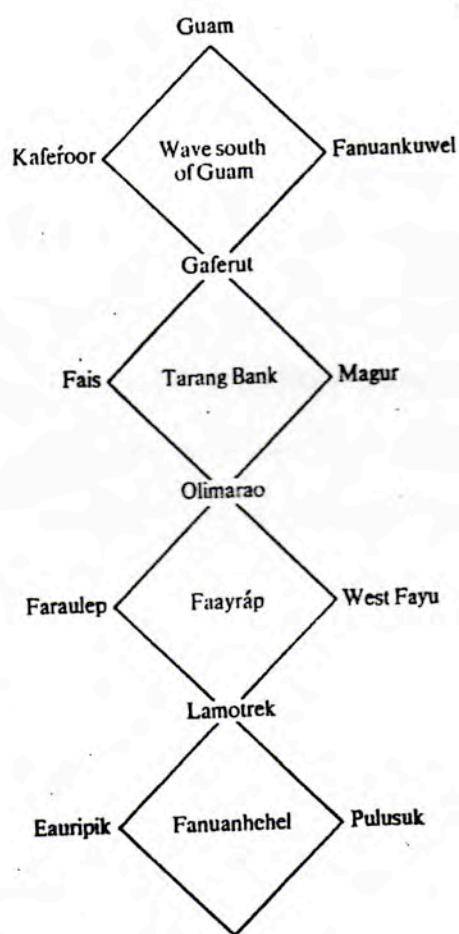 Guam
Kaferoor Wave south Fanuankuwel
of Guam
Gaferut
Fais Tarang Bank Magur
Olimarao
Faraulep Faayráp West Fayu
Lamotrek
Eauripik Fanuanhchel Pulusuk